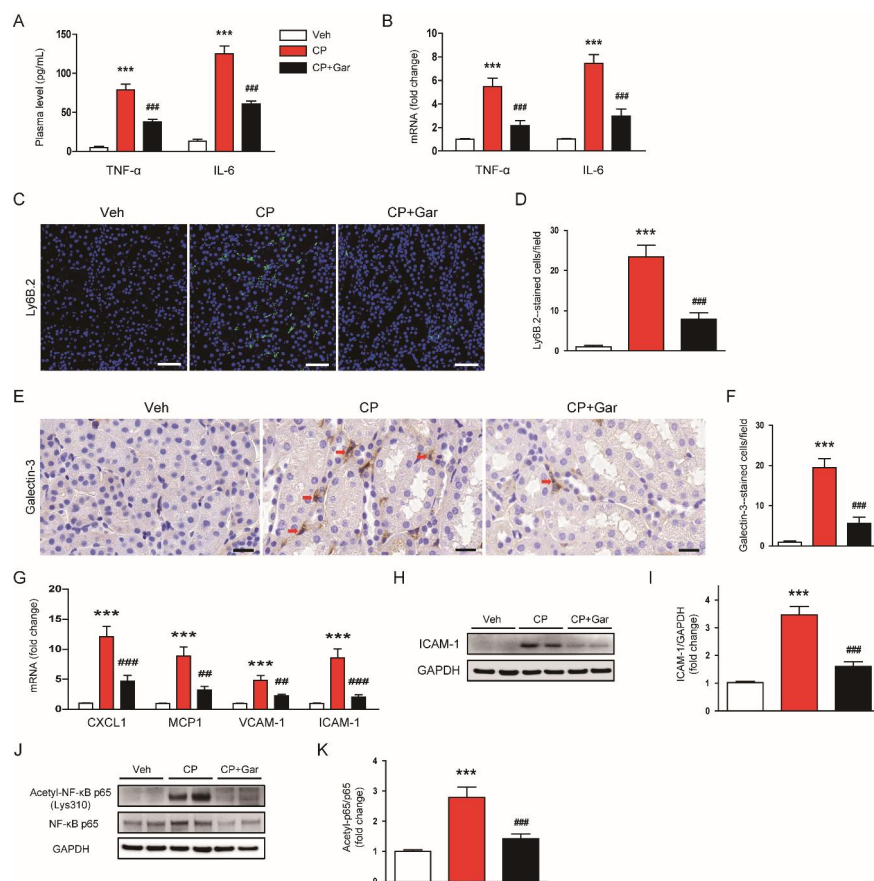 A
Plasma level (pg/mL)
150
100
50
0
***
###
***
###
TNF-α
IL-6
Veh
CP
CP+Gar
B
mRNA (fold change)
10
8
6
4
2
0
***
###
***
###
TNF-α
IL-6
C
Veh
CP
CP+Gar
Ly6B.2
D
Ly6B.2--stained cells/field
30
20
10
0
***
###
E
Veh
CP
CP+Gar
Galectin-3
F
Galectin-3--stained cells/field
30
20
10
0
***
###
G
mRNA (fold change)
20
15
10
5
0
***
###
***
##
***
##
***
###
CXCL1
MCP1
VCAM-1
ICAM-1
H
Veh
CP
CP+Gar
ICAM-1
GAPDH
I
ICAM-1/GAPDH
(fold change)
4
3
2
1
0
***
###
J
Veh
CP
CP+Gar
Acetyl-NF-κB p65
(Lys310)
NF-κB p65
GAPDH
K
Acetyl-p65/p65
(fold change)
4
3
2
1
0
***
###